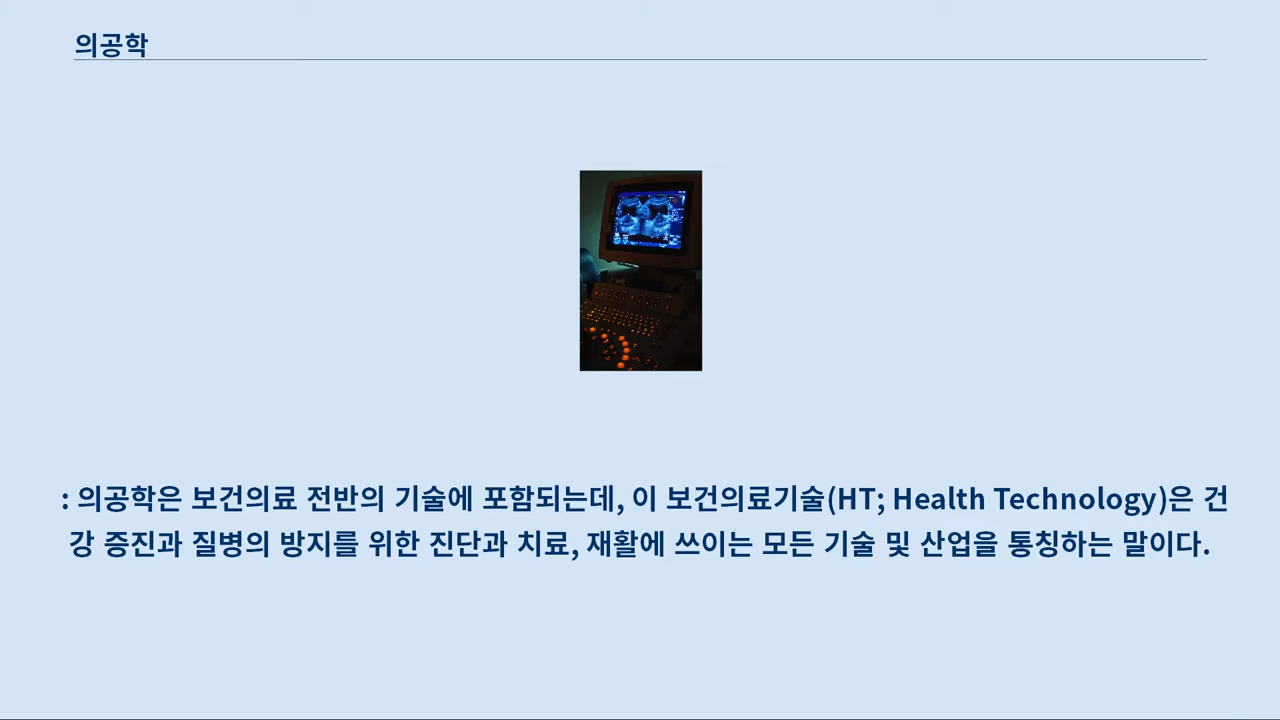 의공학
: 의공학은 보건의료 전반의 기술에 포함되는데, 이 보건의료기술(HT; Health Technology)은 건
강 증진과 질병의 방지를 위한 진단과 치료, 재활에 쓰이는 모든 기술 및 산업을 통칭하는 말이다.